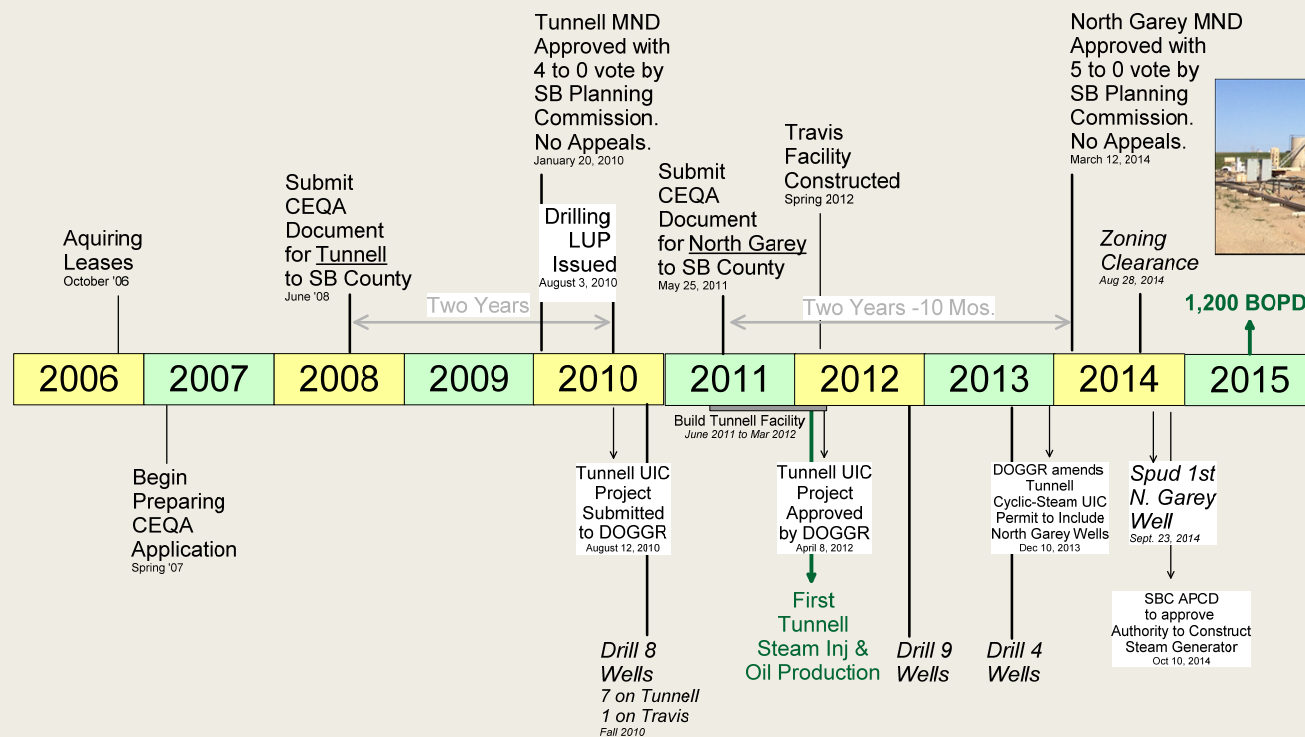 Tunnell MND
Approved with
4 to 0 vote by
SB Planning
Commission.
No Appeals.
January 20, 2010
North Garey MND
Approved with
5 to 0 vote by
SB Planning
Commission.
No Appeals.
March 12, 2014
Travis
Facility
Constructed
Spring 2012
Submit
CEQA
Document
for Tunnell
to SB County
June '08
Submit
CEQA
Document
for North Garey
to SB County
May 25, 2011
Drilling
LUP
Issued
August 3, 2010
Aquiring
Leases
October '06
Zoning
Clearance
Aug 28, 2014
Two Years
Two Years -10 Mos.
1,200 BOPD
2006
2007
2008
2009
2010
2011
2012
2013
2014
2015
Build Tunnell Facility
June 2011 to Mar 2012
Begin
Preparing
CEQA
Application
Spring '07
Tunnell UIC
Project
Submitted
to DOGGR
August 12, 2010
Tunnell UIC
Project
Approved
by DOGGR
April 8, 2012
DOGGR amends
Tunnell
Cyclic-Steam UIC
Permit to Include
North Garey Wells
Dec 10, 2013
Spud 1st
N. Garey
Well
Sept. 23, 2014
SBC APCD
to approve
Authority to Construct
Steam Generator
Oct 10, 2014
First
Tunnell
Steam Inj &
Oil Production
Drill 8
Wells
7 on Tunnell
1 on Travis
Fall 2010
Drill 9
Wells
Drill 4
Wells